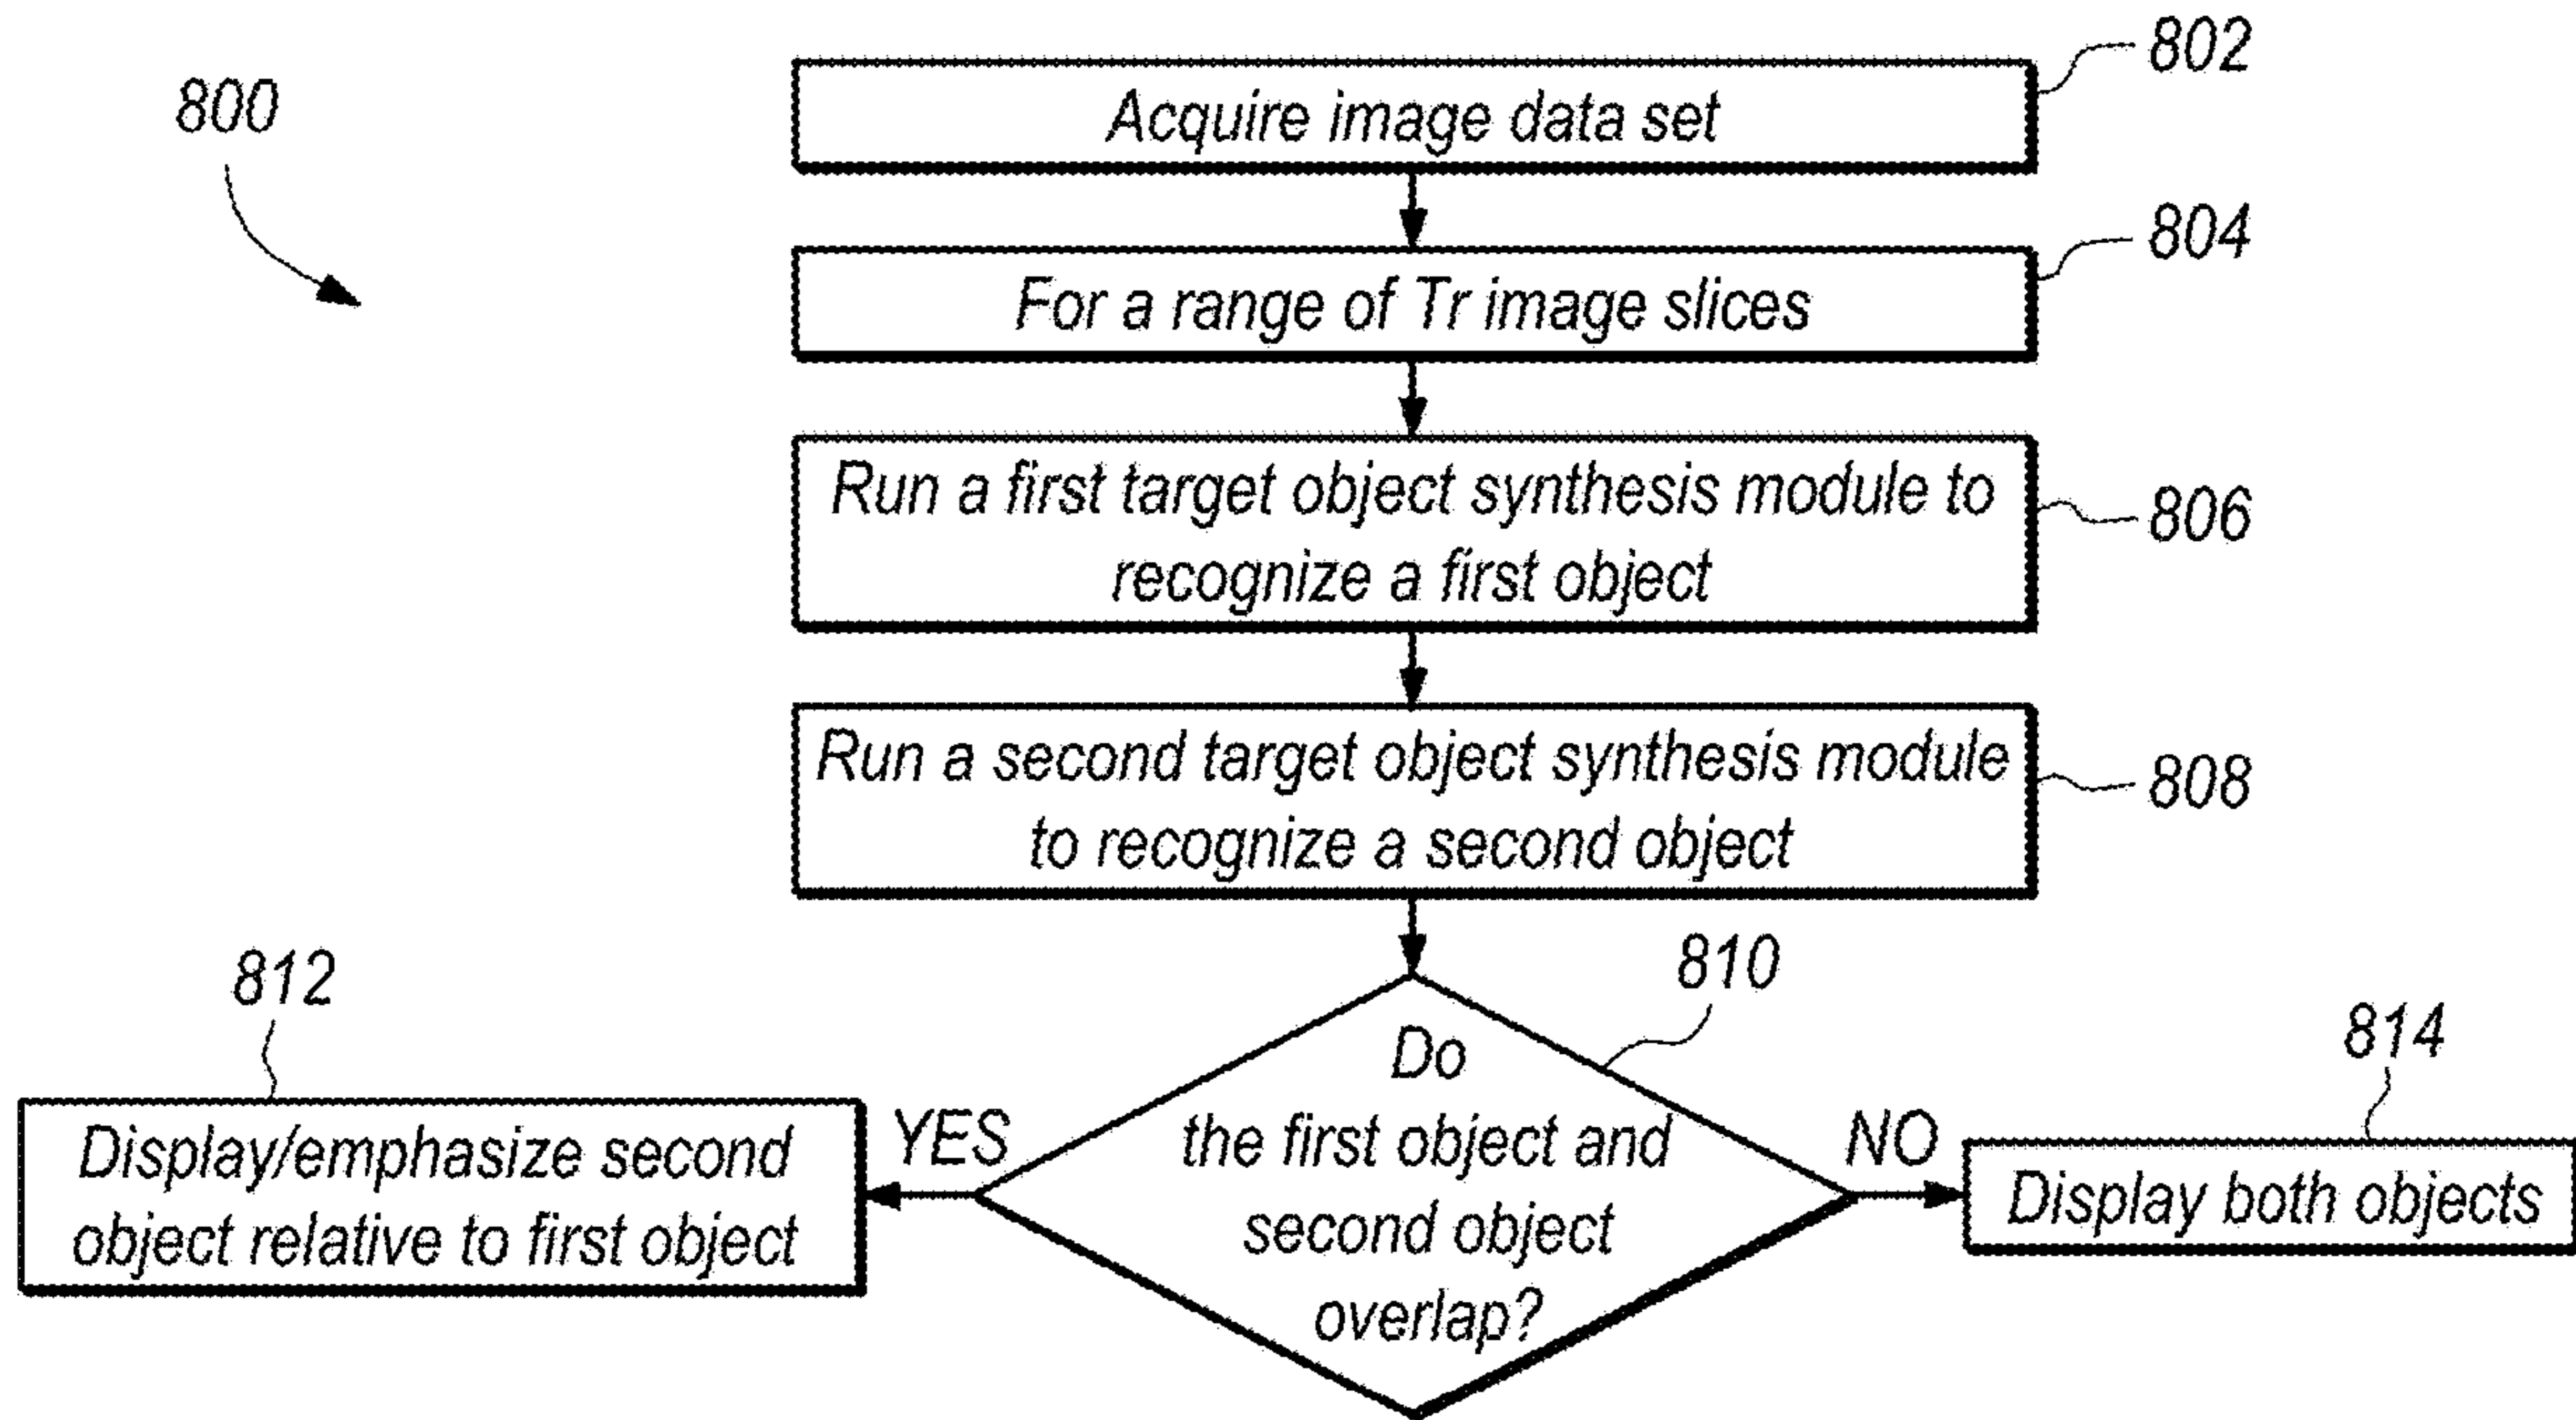 800
Acquire image data set
802
For a range of Tr image slices
804
Run a first target object synthesis module to
recognize a first object
806
Run a second target object synthesis module
to recognize a second object
808
810
Do
the first object and
second object
overlap?
YES
812
Display/emphasize second
object relative to first object
NO
814
Display both objects